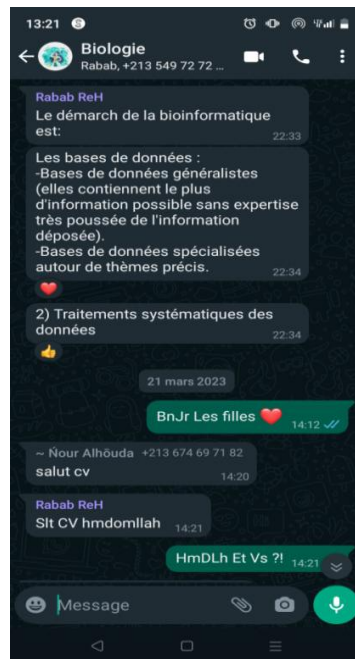 13:21
Biologie
Rabab, +213 549 72 72 ...
Rabab ReH
Le démarch de la bioinformatique
est:
22:33
Les bases de données :
-Bases de données généralistes
(elles contiennent le plus
d'information possible sans expertise
très poussée de l'information
déposée).
-Bases de données spécialisées
autour de thèmes précis.
22:34
2) Traitements systématiques des
données
22:34
21 mars 2023
BnJr Les filles ❤️ 14:12
~ Ńour Alhôuda +213 674 69 71 82
salut cv
14:20
Rabab ReH
Slt CV hmdomllah 14:21
HmDLh Et Vs ?! 14:21
Message